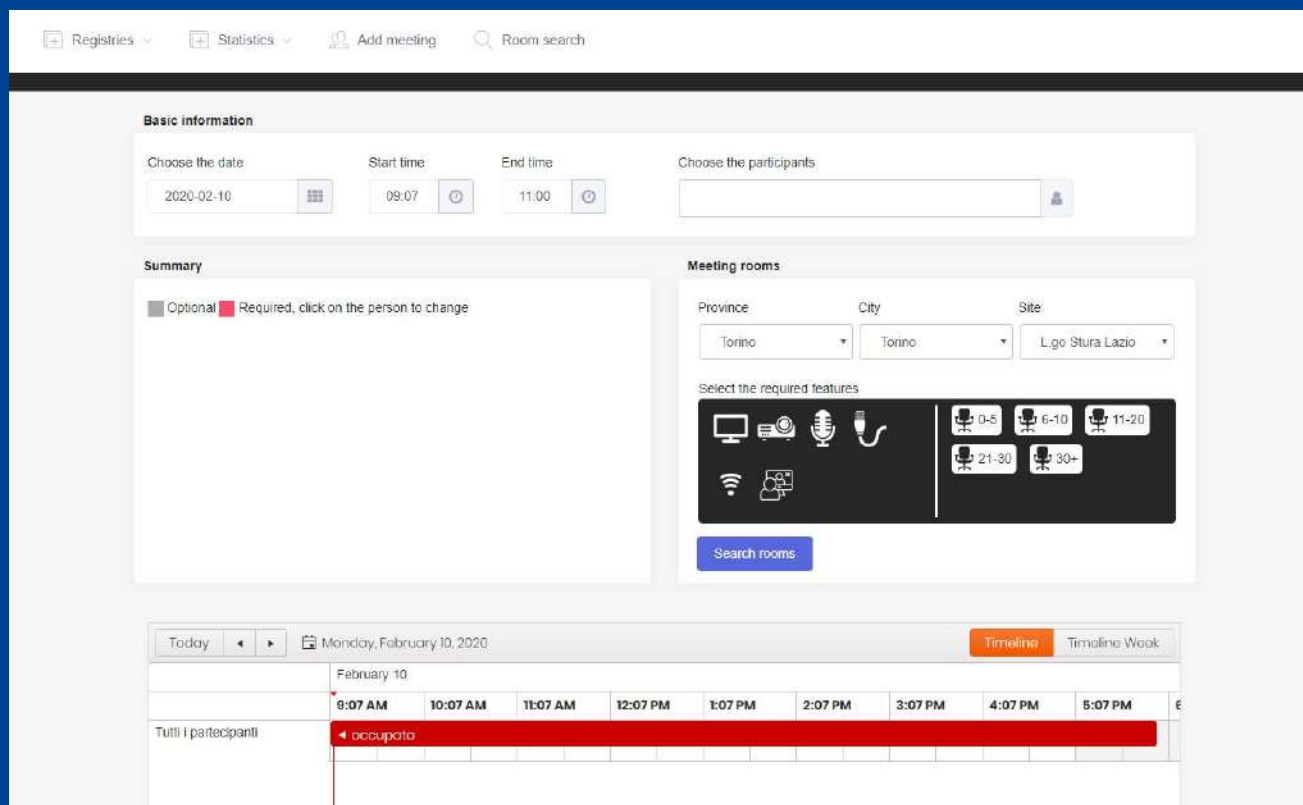 Registries Statistics Add meeting Room search
Basic information
Choose the date Start time End time Choose the participants
2020-02-10 09:07 11:00
Summary Meeting rooms
Optional Required, click on the person to change
Province City Site
Torino Torino L.go Stura Lazio
Select the required features
0-5 6-10 11-20
21-30 30+
Search rooms
Today Monday, February 10, 2020 Timeline Timeline Week
February 10
9:07 AM 10:07 AM 11:07 AM 12:07 PM 1:07 PM 2:07 PM 3:07 PM 4:07 PM 5:07 PM
Tutti i partecipanti occupato